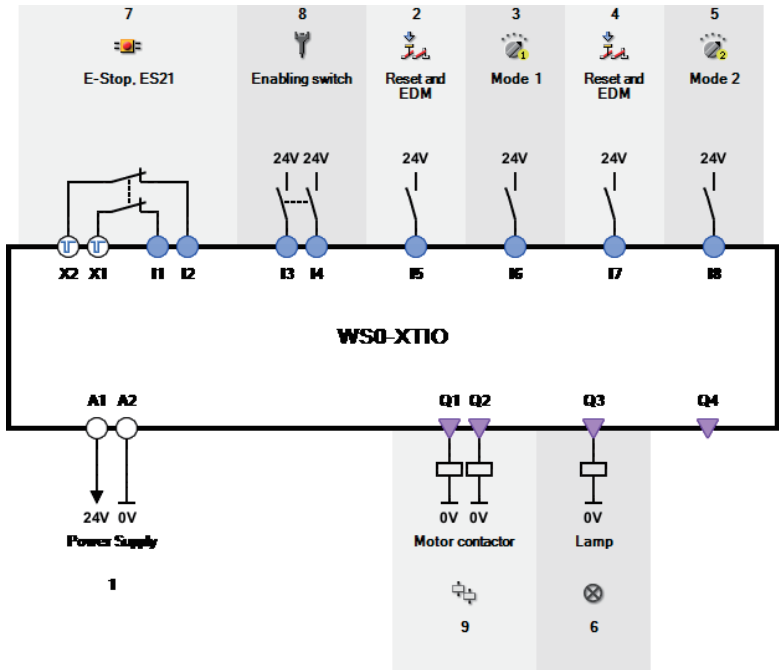 7 8 2 3 4 5
1 2
E-Stop, ES21 Enabling switch Reset and EDM Mode 1 Reset and EDM Mode 2
24V 24V 24V 24V 24V 24V
X2 X1 I1 I2 I3 I4 I5 I6 I7 I8
WS0-XTIO
A1 A2 Q1 Q2 Q3 Q4
24V 0V 0V 0V 0V
Power Supply Motor contactor Lamp
1
9 6